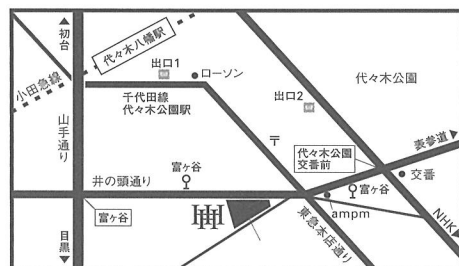 ▲初台
代々木八幡駅
小田急線
出口1
ローソン
代々木公園
山手通り
千代田線
代々木公園駅
出口2
〒
表参道▶
代々木公園
交番前
井の頭通り
富ヶ谷
交番
富ヶ谷
ampm
富ヶ谷
目黒▼
東急本店通り
NHK▶